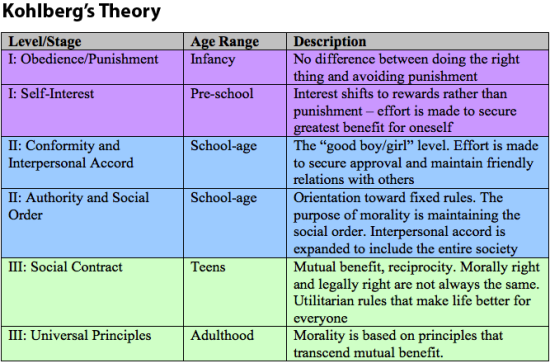 Kohlberg's Theory
Level/Stage Age Range Description
I: Obedience/Punishment Infancy No difference between doing the right
thing and avoiding punishment
I: Self-Interest Pre-school Interest shifts to rewards rather than
punishment – effort is made to secure
greatest benefit for oneself
II: Conformity and School-age The “good boy/girl” level. Effort is made
Interpersonal Accord to secure approval and maintain friendly
relations with others
II: Authority and Social School-age Orientation toward fixed rules. The
Order purpose of morality is maintaining the
social order. Interpersonal accord is
expanded to include the entire society
III: Social Contract Teens Mutual benefit, reciprocity. Morally right
and legally right are not always the same.
Utilitarian rules that make life better for
everyone
III: Universal Principles Adulthood Morality is based on principles that
transcend mutual benefit.